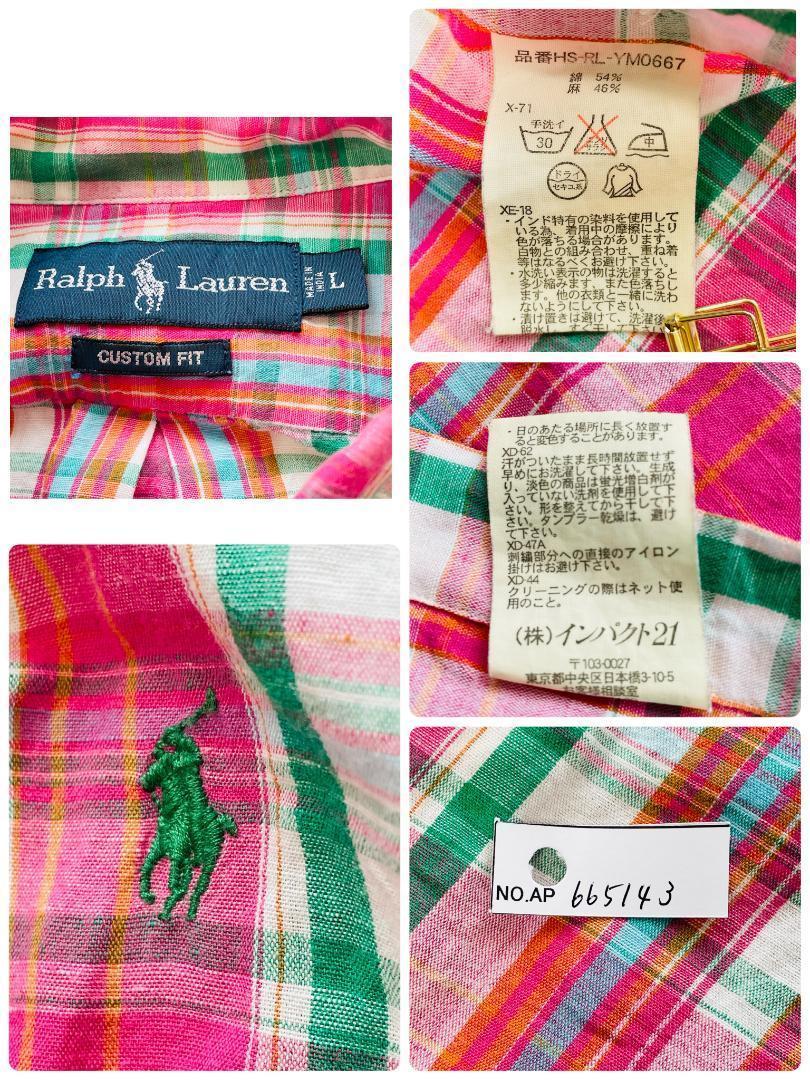 Ralph Lauren
MADE IN INDIA
L
CUSTOM FIT
品番HS-RL-YM0667
綿 54%
麻 46%
X-71
手洗イ
30
中
ドライ
セキユ系
XE-18
・インド特有の染料を使用して
いる為、着用中の摩擦により
色が落ちる場合があります。
白物との組み合わせ、重ね着
等はなるべくお避け下さい。
・水洗い表示の物は洗濯すると
多少縮みます。また色落ちし
ます。他の衣類と一緒に洗わ
ないようにして下さい。
・漬け置きは避けて、洗濯後
・日のあたる場所に長く放置す
ると変色することがあります。
XD-62
汗がついたまま長時間放置せず
早めにお洗濯して下さい。生成
り、淡色の商品は蛍光増白剤が
入っていない洗剤を使用して下
さい。形を整えてから干して下
さい。タンブラー乾燥は、避け
て下さい。
XD-47A
刺繍部分への直接のアイロン
掛けはお避け下さい。
XD-44
クリーニングの際はネット使
用のこと。
(株)インパクト21
〒103-0027
東京都中央区日本橋3-10-5
お客様相談室
NO.AP 665143